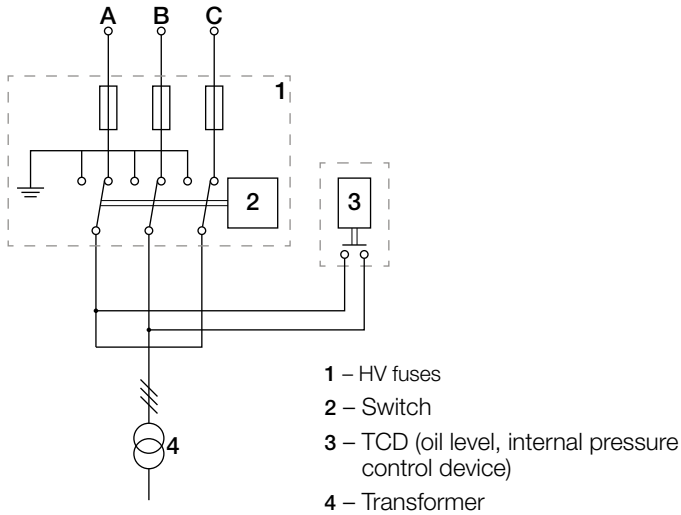 A B C
1
2
3
4
1 – HV fuses
2 – Switch
3 – TCD (oil level, internal pressure
control device)
4 – Transformer